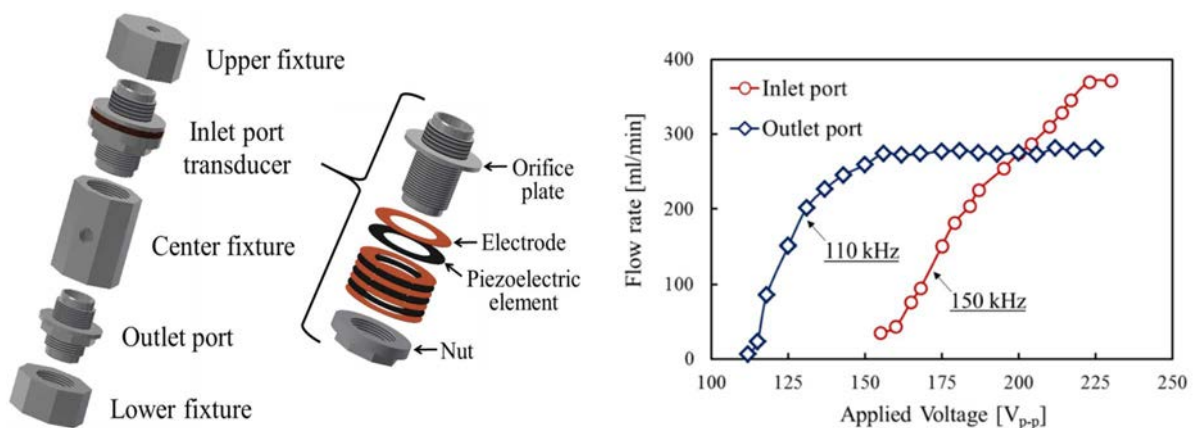 Upper fixture
Inlet port
transducer
Center fixture
Outlet port
Lower fixture
Orifice
plate
Electrode
Piezoelectric
element
Nut
Flow rate [ml/min]
400
300
200
100
0
Inlet port
Outlet port
110 kHz
150 kHz
100 125 150 175 200 225 250
Applied Voltage [Vp-p]